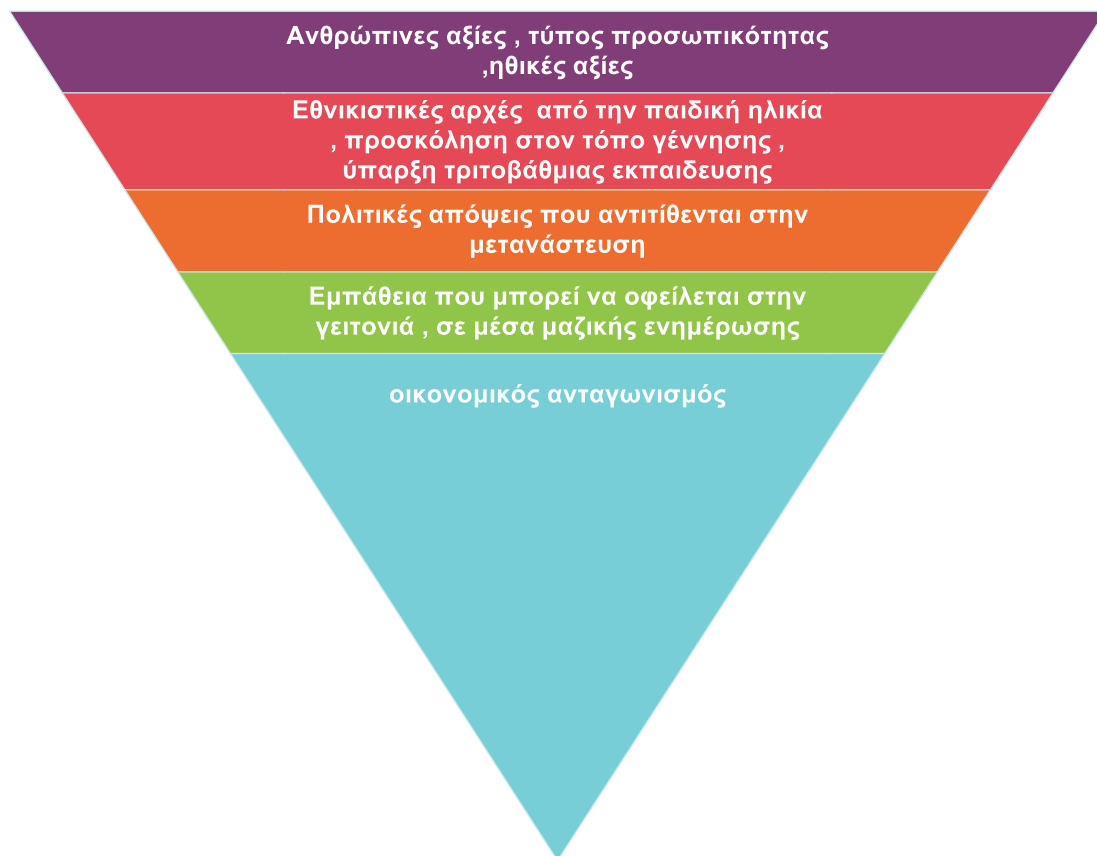 Ανθρώπινες αξίες , τύπος προσωπικότητας
,ηθικές αξίες
Εθνικιστικές αρχές από την παιδική ηλικία
, προσκόληση στον τόπο γέννησης ,
ύπαρξη τριτοβάθμιας εκπαιδευσης
Πολιτικές απόψεις που αντιτίθενται στην
μετανάστευση
Εμπάθεια που μπορεί να οφείλεται στην
γειτονιά , σε μέσα μαζικής ενημέρωσης
οικονομικός ανταγωνισμός